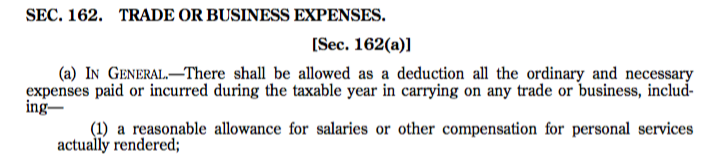 SEC. 162. TRADE OR BUSINESS EXPENSES.
[Sec. 162(a)]
(a) IN GENERAL.—There shall be allowed as a deduction all the ordinary and necessary
expenses paid or incurred during the taxable year in carrying on any trade or business, includ-
ing—
(1) a reasonable allowance for salaries or other compensation for personal services
actually rendered;